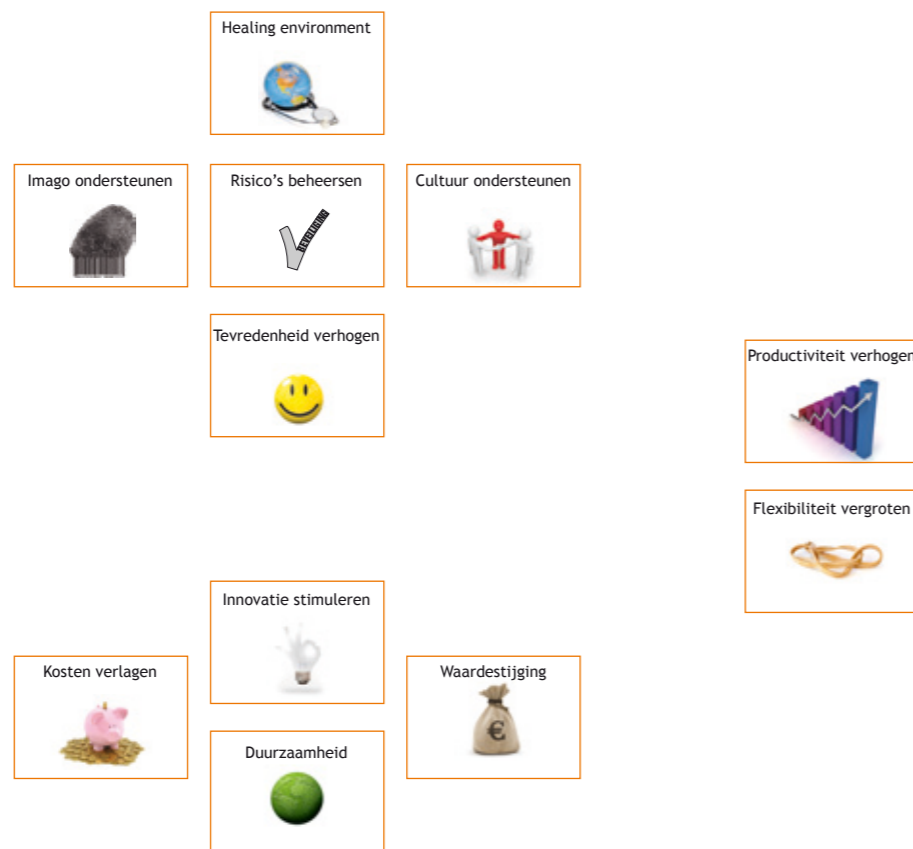 Healing environment
Imago ondersteunen
Risico's beheersen
BEVEILIGING
Cultuur ondersteunen
Tevredenheid verhogen
Productiviteit verhogen
Flexibiliteit vergroten
Innovatie stimuleren
Kosten verlagen
Waardestijging
€
Duurzaamheid